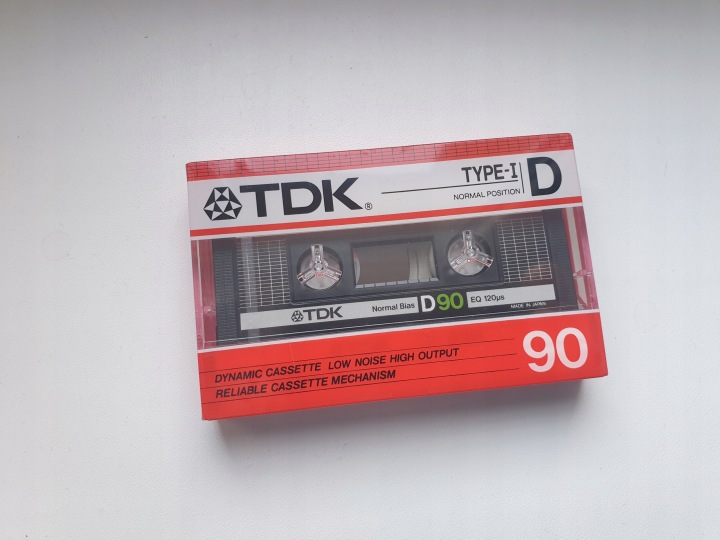 TDK®
TYPE-I
NORMAL POSITION
D
TDK Normal Bias D90 EQ 120µs MADE IN JAPAN
DYNAMIC CASSETTE LOW NOISE HIGH OUTPUT
RELIABLE CASSETTE MECHANISM
90